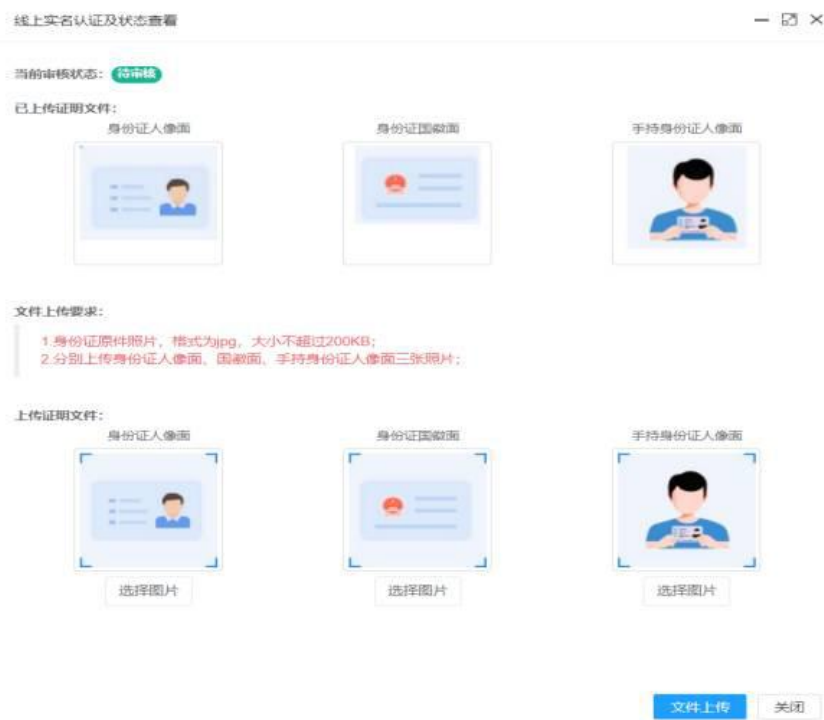 线上实名认证及状态查看
当前审核状态： 待审核
已上传证明文件：
身份证人像面 身份证国徽面 手持身份证人像面
文件上传要求：
1.身份证原件照片，格式为jpg，大小不超过200KB；
2.分别上传身份证人像面、国徽面、手持身份证人像面三张照片；
上传证明文件：
身份证人像面 身份证国徽面 手持身份证人像面
选择图片 选择图片 选择图片
文件上传 关闭